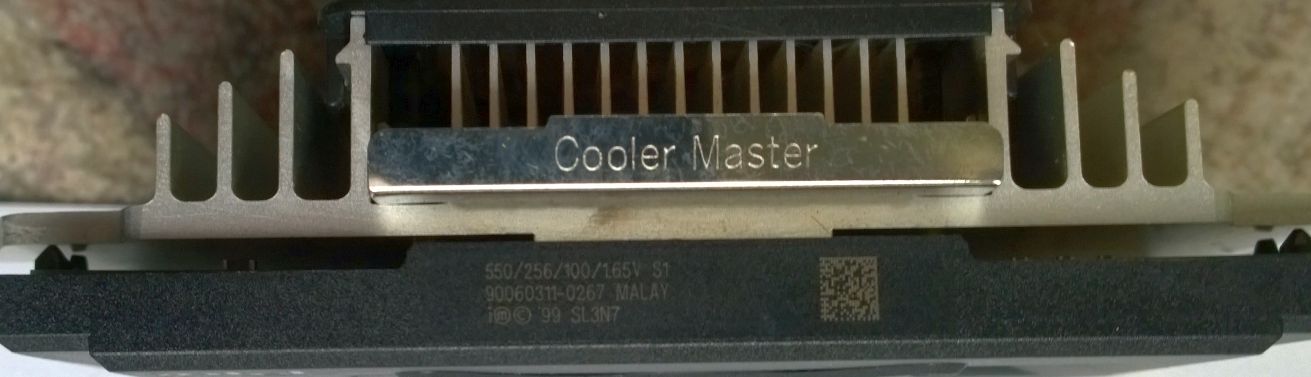 Cooler Master
550/256/100/1.65V S1
90060311-0267 MALAY
i ⓜ © '99 SL3N7